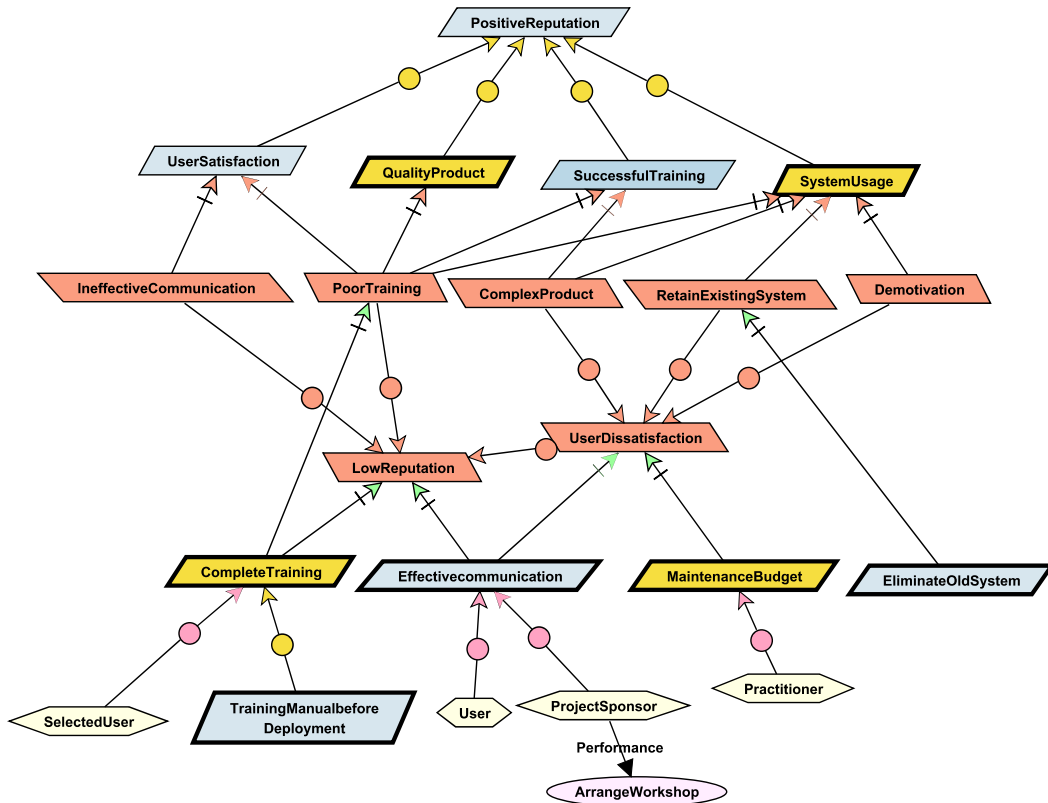 PositiveReputation
UserSatisfaction
QualityProduct
SuccessfulTraining
SystemUsage
IneffectiveCommunication
PoorTraining
ComplexProduct
RetainExistingSystem
Demotivation
LowReputation
UserDissatisfaction
CompleteTraining
Effectivecommunication
MaintenanceBudget
EliminateOldSystem
SelectedUser
TrainingManualbefore
Deployment
User
ProjectSponsor
Practitioner
Performance
ArrangeWorkshop